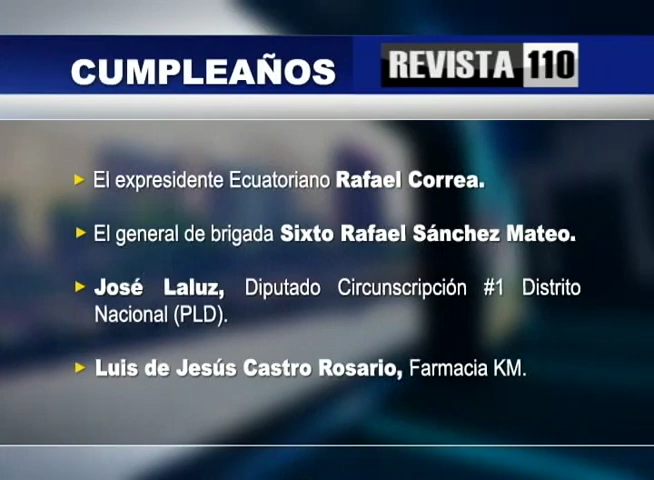 CUMPLEAÑOS
REVISTA 110
El expresidente Ecuatoriano Rafael Correa.
El general de brigada Sixto Rafael Sánchez Mateo.
José Laluz, Diputado Circunscripción #1 Distrito
Nacional (PLD).
Luis de Jesús Castro Rosario, Farmacia KM.